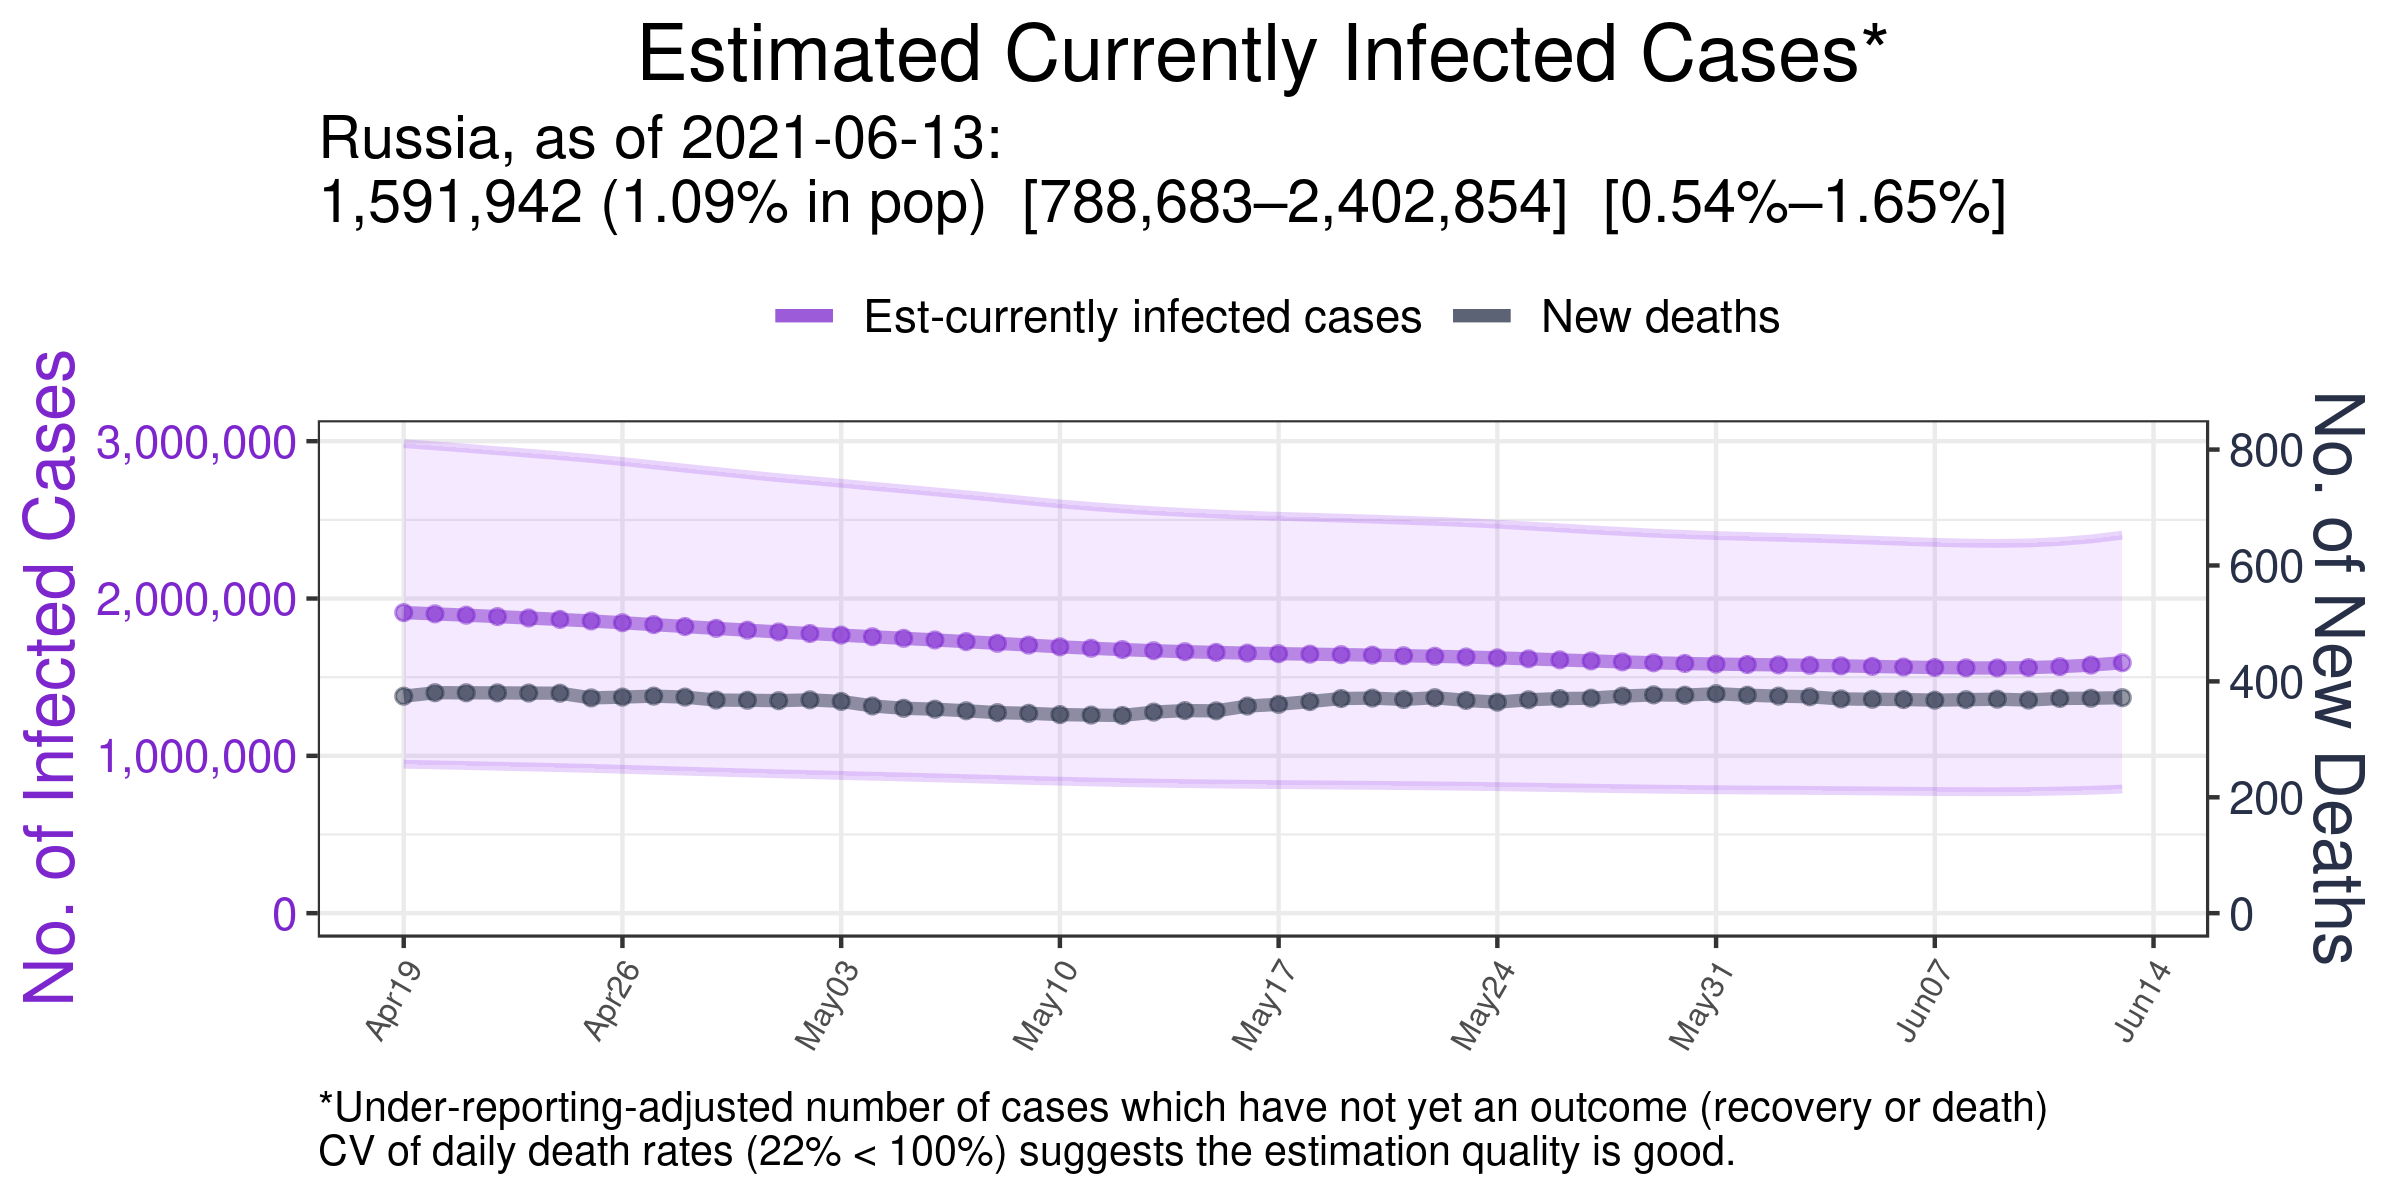 Estimated Currently Infected Cases*
Russia, as of 2021-06-13:
1,591,942 (1.09% in pop) [788,683–2,402,854] [0.54%–1.65%]
Est-currently infected cases New deaths
No. of Infected Cases
3,000,000
2,000,000
1,000,000
0
800
600
400
200
0
No. of New Deaths
Apr19 Apr26 May03 May10 May17 May24 May31 Jun07 Jun14
*Under-reporting-adjusted number of cases which have not yet an outcome (recovery or death)
CV of daily death rates (22% < 100%) suggests the estimation quality is good.